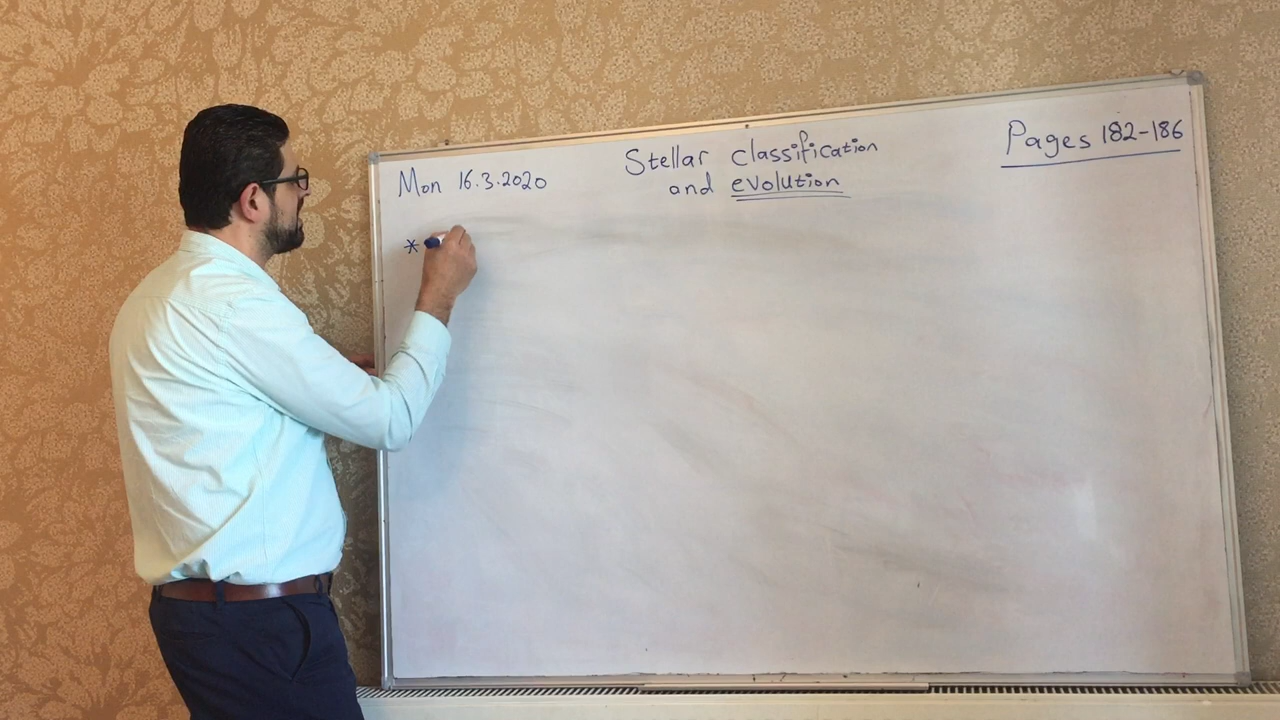 Mon 16.3.2020
Stellar classification
and evolution
Pages 182-186
*